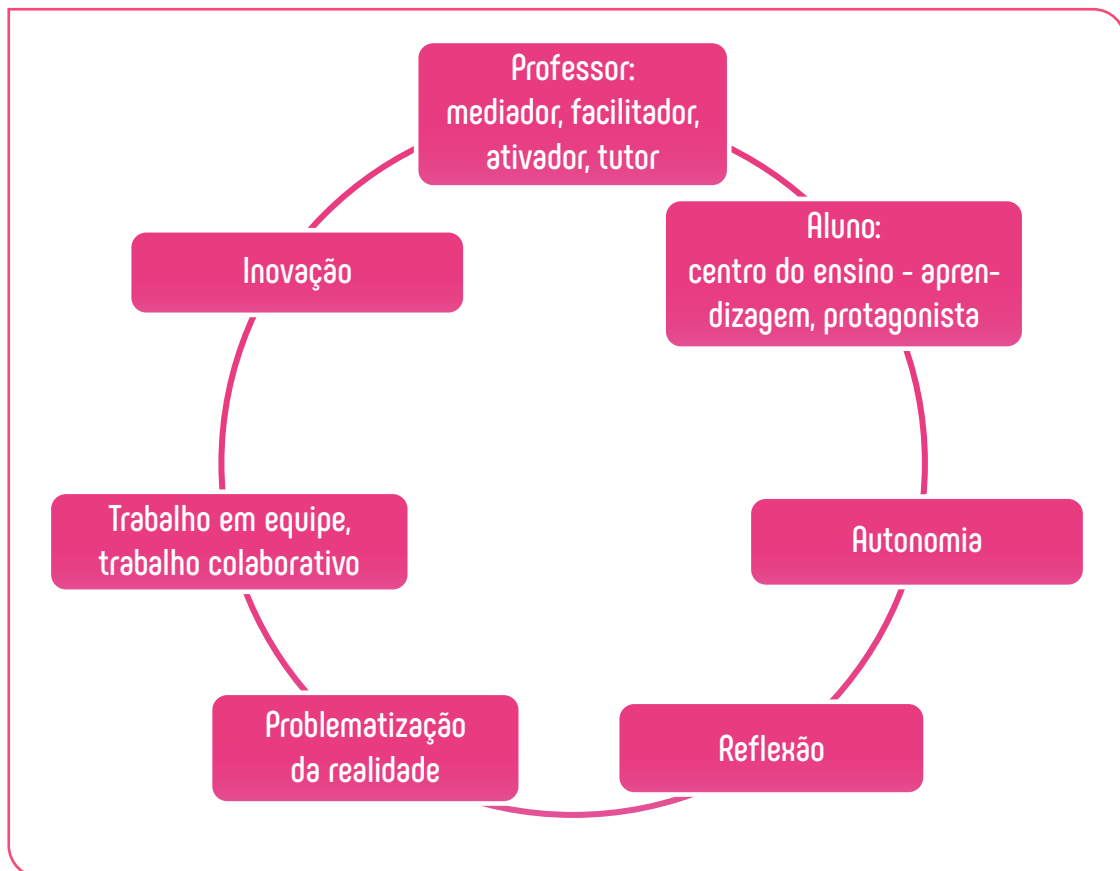 Professor:
mediador, facilitador,
ativador, tutor
Aluno:
centro do ensino - apren-
dizagem, protagonista
Autonomia
Reflexão
Problematização
da realidade
Trabalho em equipe,
trabalho colaborativo
Inovação